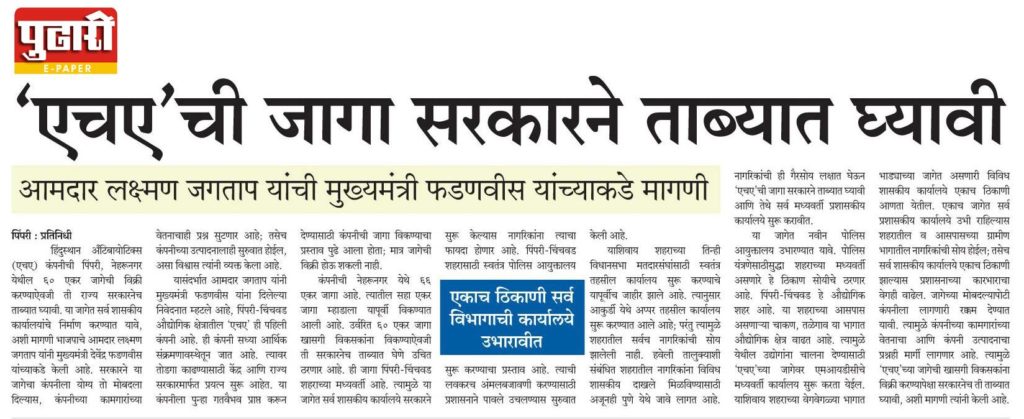 पुढारी
E-PAPER
‘एचए’ची जागा सरकारने ताब्यात घ्यावी
आमदार लक्ष्मण जगताप यांची मुख्यमंत्री फडणवीस यांच्याकडे मागणी
पिंपरी : प्रतिनिधी
हिंदुस्थान अँटिबायोटिक्स
(एचए) कंपनीची पिंपरी, नेहरूनगर
येथील ६० एकर जागेची विक्री
करण्याऐवजी ती राज्य सरकारनेच
ताब्यात घ्यावी. या जागेत सर्व शासकीय
कार्यालयांचे निर्माण करण्यात यावे,
अशी मागणी भाजपाचे आमदार लक्ष्मण
जगताप यांनी मुख्यमंत्री देवेंद्र फडणवीस
यांच्याकडे केली आहे. सरकारने या
जागेचा कंपनीला योग्य तो मोबदला
दिल्यास, कंपनीच्या कामगारांच्या
वेतनाचाही प्रश्न सुटणार आहे; तसेच
कंपनीच्या उत्पादनालाही सुरुवात होईल,
असा विश्वास त्यांनी व्यक्त केला आहे.
यासंदर्भात आमदार जगताप यांनी
मुख्यमंत्री फडणवीस यांना दिलेल्या
निवेदनात म्हटले आहे, पिंपरी-चिंचवड
औद्योगिक क्षेत्रातील ‘एचए’ ही पहिली
कंपनी आहे. ही कंपनी सध्या आर्थिक
संक्रमणावस्थेतून जात आहे. त्यावर
तोडगा काढण्यासाठी केंद्र आणि राज्य
सरकारमार्फत प्रयत्न सुरू आहेत. या
कंपनीला पुन्हा गतवैभव प्राप्त करून
देण्यासाठी कंपनीची जागा विकण्याचा
प्रस्ताव पुढे आला होता; मात्र जागेची
विक्री होऊ शकली नाही.
कंपनीची नेहरूनगर येथे ६६
एकर जागा आहे. त्यातील सहा एकर
जागा म्हाडाला यापूर्वी विकण्यात
आली आहे. उर्वरित ६० एकर जागा
खासगी विकसकांना विकण्याऐवजी
ती सरकारनेच ताब्यात घेणे उचित
ठरणार आहे. ही जागा पिंपरी-चिंचवड
शहराच्या मध्यवर्ती आहे. त्यामुळे या
जागेत सर्व शासकीय कार्यालये सरकारने
सुरू केल्यास नागरिकांना त्याचा
फायदा होणार आहे. पिंपरी-चिंचवड
शहरासाठी स्वतंत्र पोलिस आयुक्तालय
एकाच ठिकाणी सर्व
विभागाची कार्यालये
उभारावीत
सुरू करण्याचा प्रस्ताव आहे. त्याची
लवकरच अंमलबजावणी करण्यासाठी
प्रशासनाने पावले उचलण्यास सुरुवात
केली आहे.
याशिवाय शहराच्या तिन्ही
विधानसभा मतदारसंघांसाठी स्वतंत्र
तहसील कार्यालय सुरू करण्याचे
यापूर्वीच जाहीर झाले आहे. त्यानुसार
आकुर्डी येथे अप्पर तहसील कार्यालय
सुरू करण्यात आले आहे; परंतु त्यामुळे
शहरातील सर्वच नागरिकांची सोय
झालेली नाही. हवेली तालुक्याशी
संबंधित शहरातील नागरिकांना विविध
शासकीय दाखले मिळविण्यासाठी
अजूनही पुणे येथे जावे लागत आहे.
नागरिकांची ही गैरसोय लक्षात घेऊन
‘एचए’ची जागा सरकारने ताब्यात घ्यावी
आणि तेथे सर्व मध्यवर्ती प्रशासकीय
कार्यालये सुरू करावीत.
या जागेत नवीन पोलिस
आयुक्तालय उभारण्यात यावे. पोलिस
यंत्रणेसाठीसुद्धा शहराच्या मध्यवर्ती
असणारे हे ठिकाण सोयीचे ठरणार
आहे. पिंपरी-चिंचवड हे औद्योगिक
शहर आहे. या शहराच्या आसपास
असणाऱ्या चाकण, तळेगाव या भागात
औद्योगिक क्षेत्र वाढत आहे. त्यामुळे
येथील उद्योगांना चालना देण्यासाठी
‘एचए’च्या जागेवर एमआयडीसीचे
मध्यवर्ती कार्यालय सुरू करता येईल.
याशिवाय शहराच्या वेगवेगळ्या भागात
भाड्याच्या जागेत असणारी विविध
शासकीय कार्यालये एकाच ठिकाणी
आणता येतील. एकाच जागेत सर्व
प्रशासकीय कार्यालये उभी राहिल्यास
शहरातील व आसपासच्या ग्रामीण
भागातील नागरिकांची सोय होईल; तसेच
सर्व शासकीय कार्यालये एकाच ठिकाणी
झाल्यास प्रशासनाच्या कारभाराचा
वेगही वाढेल. जागेच्या मोबदल्यापोटी
कंपनीला लागणारी रक्कम देण्यात
यावी. त्यामुळे कंपनीच्या कामगारांच्या
वेतनाचा आणि कंपनी उत्पादनाचा
प्रश्नही मार्गी लागणार आहे. त्यामुळे
‘एचए’च्या जागेची खासगी विकसकांना
विक्री करण्यापेक्षा सरकारनेच ती ताब्यात
घ्यावी, अशी मागणी त्यांनी केली आहे.